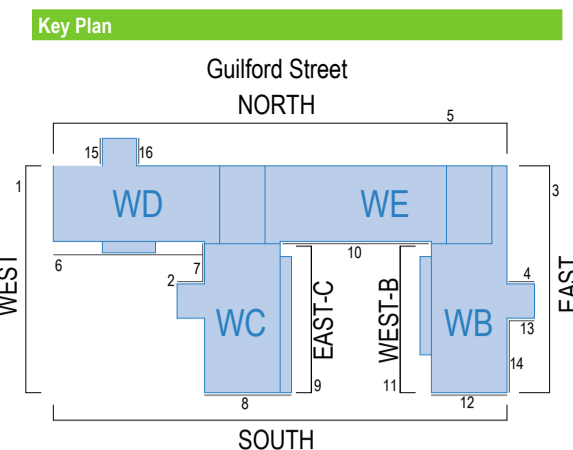 Key Plan
Guilford Street
NORTH
5
15 16
1
3
WD
WE
6
7
10
2
4
WEST
EAST
EAST-C
WEST-B
WC
WB
13
14
9
11
8
12
SOUTH